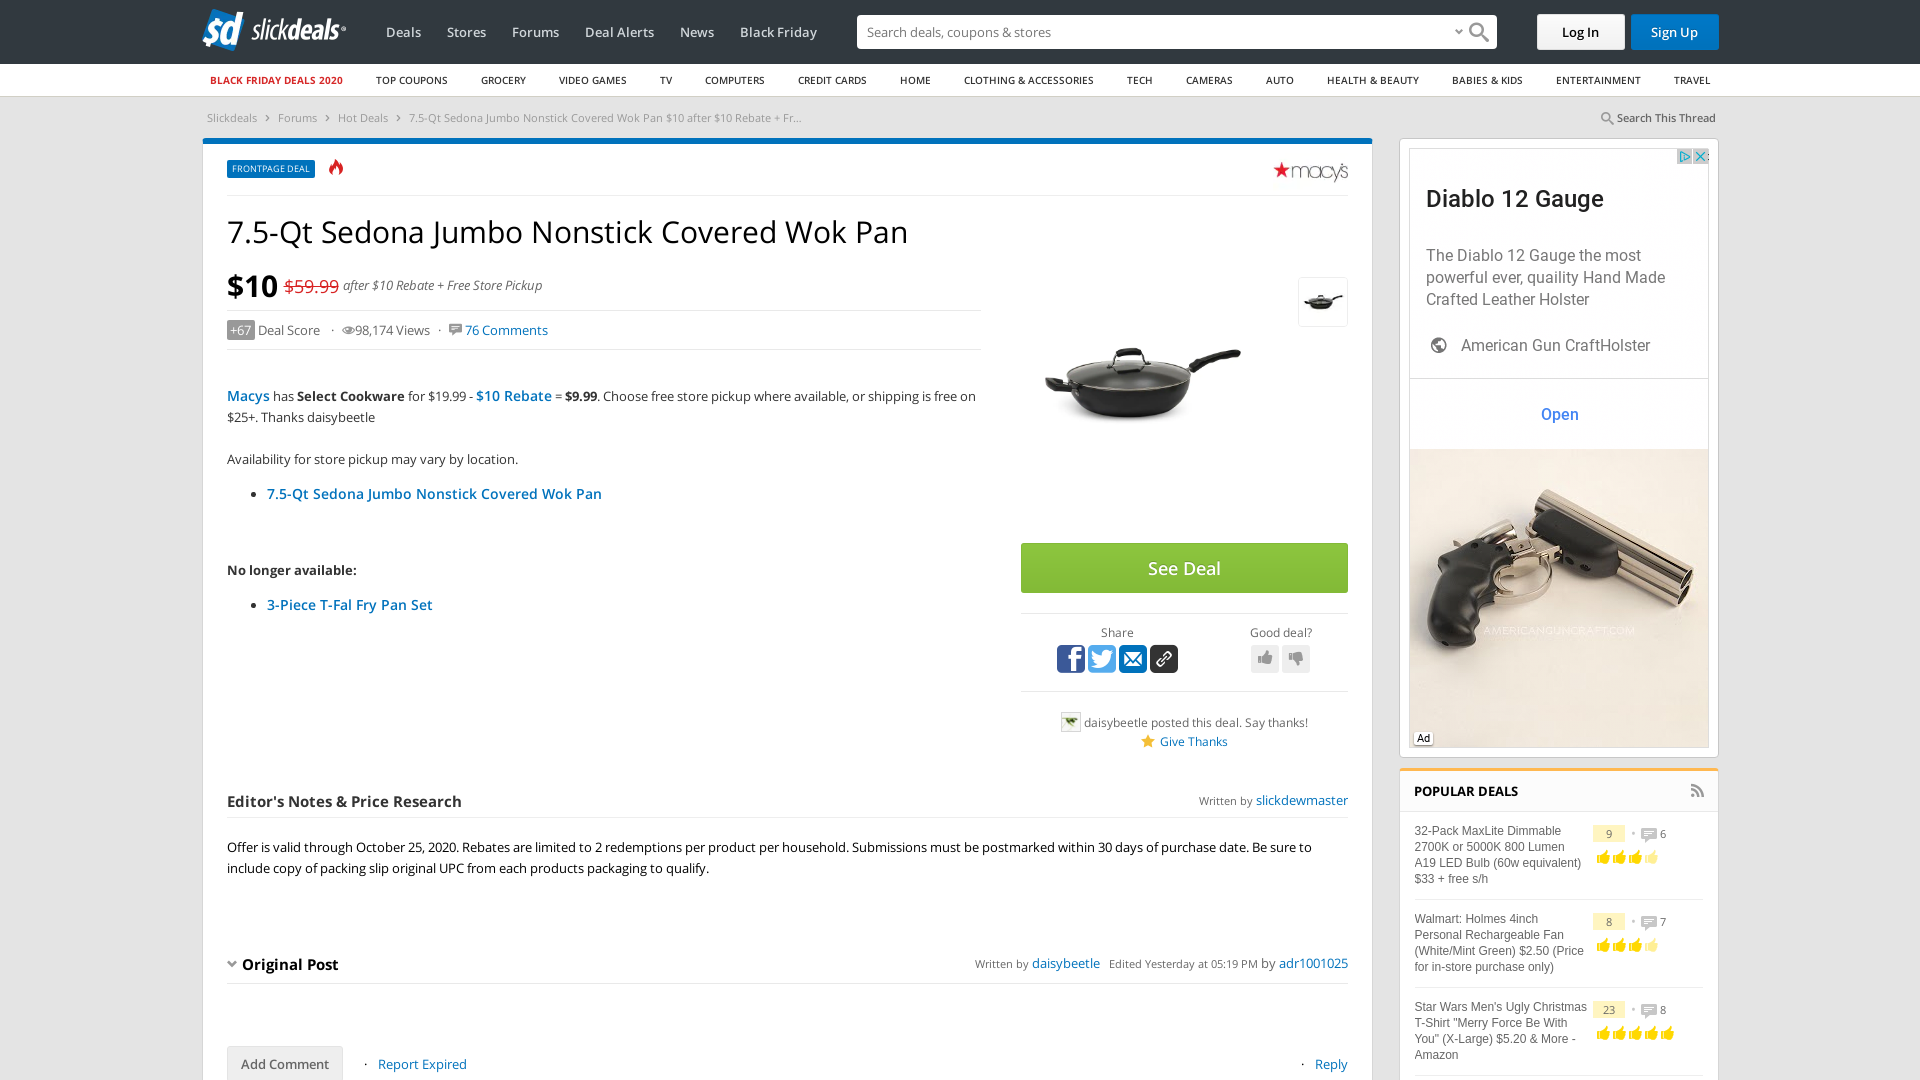 sd slickdeals
Deals
Stores
Forums
Deal Alerts
News
Black Friday
Search deals, coupons & shopping
Log In
Sign Up
BLACK FRIDAY DEALS 2020
TOP COUPONS
GROCERY
VIDEO GAMES
TV
COMPUTERS
CREDIT CARDS
HOME
CLOTHING & ACCESSORIES
TECH
CAMERAS
AUTO
HEALTH & BEAUTY
BABIES & KIDS
ENTERTAINMENT
TRAVEL
Slickdeals › Forums › Hot Deals › 7.5-Qt Sedona Jumbo Nonstick Covered Wok Pan $10 after $10 Rebate + Fr...
Search This Thread
FRONTPAGE DEAL
macy's
7.5-Qt Sedona Jumbo Nonstick Covered Wok Pan
$10 $59.99 after $10 Rebate + Free Store Pickup
+67 Deal Score · 98,174 Views · 76 Comments
Macys has Select Cookware for $19.99 - $10 Rebate = $9.99. Choose free store pickup where available, or shipping is free on
$25+. Thanks daisybeetle
Availability for store pickup may vary by location.
• 7.5-Qt Sedona Jumbo Nonstick Covered Wok Pan
No longer available:
• 3-Piece T-Fal Fry Pan Set
See Deal
Share
Good deal?
daisybeetle posted this deal. Say thanks!
Give Thanks
Editor's Notes & Price Research
Written by slickdewmaster
Offer is valid through October 25, 2020. Rebates are limited to 2 redemptions per product per household. Submissions must be postmarked within 30 days of purchase date. Be sure to
include copy of packing slip original UPC from each products packaging to qualify.
Original Post
Written by daisybeetle Edited Yesterday at 05:19 PM by adr1001025
Add Comment
· Report Expired
· Reply
Diablo 12 Gauge
The Diablo 12 Gauge the most
powerful ever, quaility Hand Made
Crafted Leather Holster
American Gun CraftHolster
Open
AMERICANGUNCRAFT.COM
Ad
POPULAR DEALS
32-Pack MaxLite Dimmable
2700K or 5000K 800 Lumen
A19 LED Bulb (60w equivalent)
$33 + free s/h
9 • 6
Walmart: Holmes 4inch
Personal Rechargeable Fan
(White/Mint Green) $2.50 (Price
for in-store purchase only)
8 • 7
Star Wars Men's Ugly Christmas
T-Shirt "Merry Force Be With
You" (X-Large) $5.20 & More -
Amazon
23 • 8